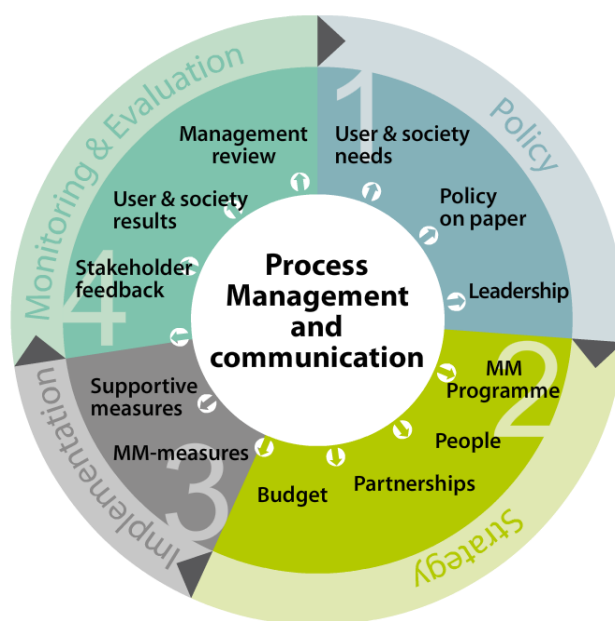 Process
Management
and
communication
1
Policy
User & society
needs
Policy
on paper
Leadership
2
Strategy
MM
Programme
People
Partnerships
Budget
3
Implementation
MM-measures
Supportive
measures
4
Monitoring & Evaluation
Stakeholder
feedback
User & society
results
Management
review